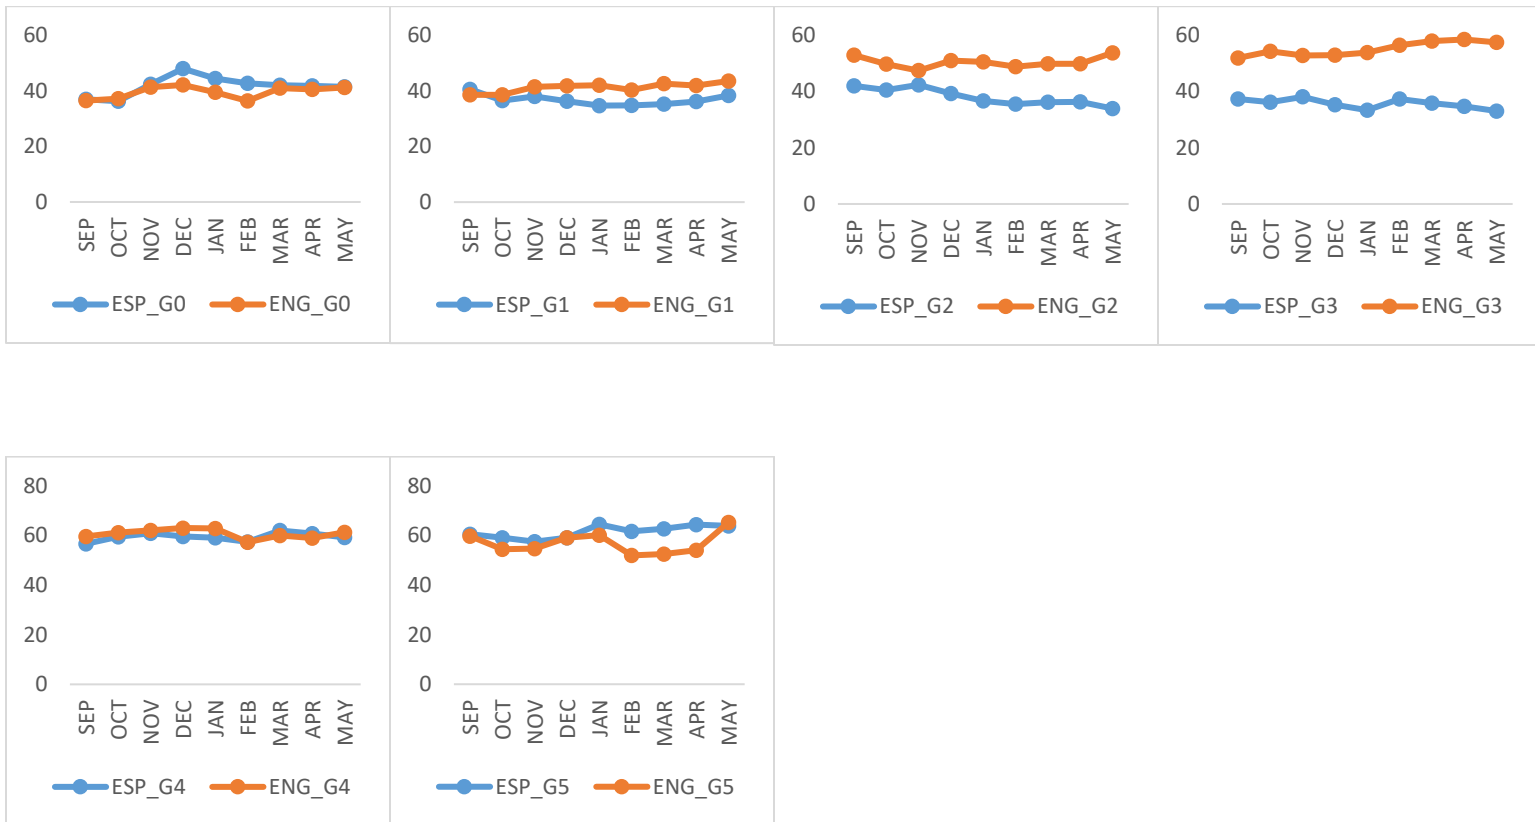 60
40
20
0
SEP OCT NOV DEC JAN FEB MAR APR MAY
ESP_G0 ENG_G0
60
40
20
0
SEP OCT NOV DEC JAN FEB MAR APR MAY
ESP_G1 ENG_G1
60
40
20
0
SEP OCT NOV DEC JAN FEB MAR APR MAY
ESP_G2 ENG_G2
60
40
20
0
SEP OCT NOV DEC JAN FEB MAR APR MAY
ESP_G3 ENG_G3
80
60
40
20
0
SEP OCT NOV DEC JAN FEB MAR APR MAY
ESP_G4 ENG_G4
80
60
40
20
0
SEP OCT NOV DEC JAN FEB MAR APR MAY
ESP_G5 ENG_G5